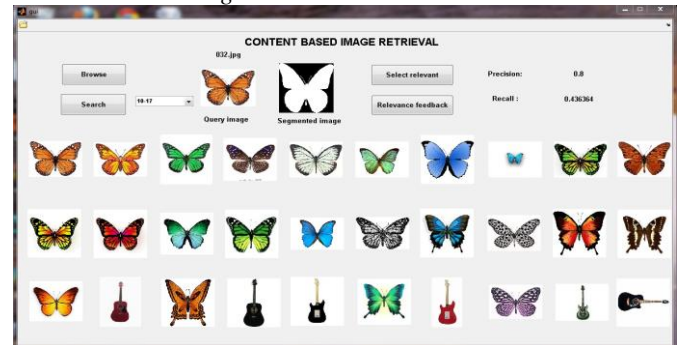 gui
CONTENT BASED IMAGE RETRIEVAL
032.jpg
Browse
Select relevant
Precision:
0.8
Search
10-17
Relevance feedback
Recall :
0.436364
Query image
Segmented image